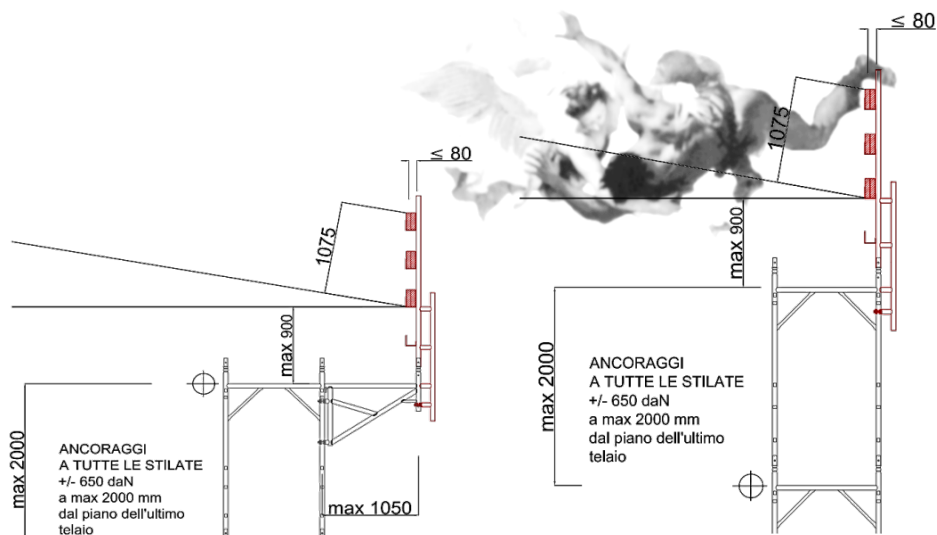 ≤ 80
1075
max 900
max 2000
ANCORAGGI
A TUTTE LE STILATE
+/- 650 daN
a max 2000 mm
dal piano dell'ultimo
telaio
max 1050
≤ 80
1075
max 900
max 2000
ANCORAGGI
A TUTTE LE STILATE
+/- 650 daN
a max 2000 mm
dal piano dell'ultimo
telaio